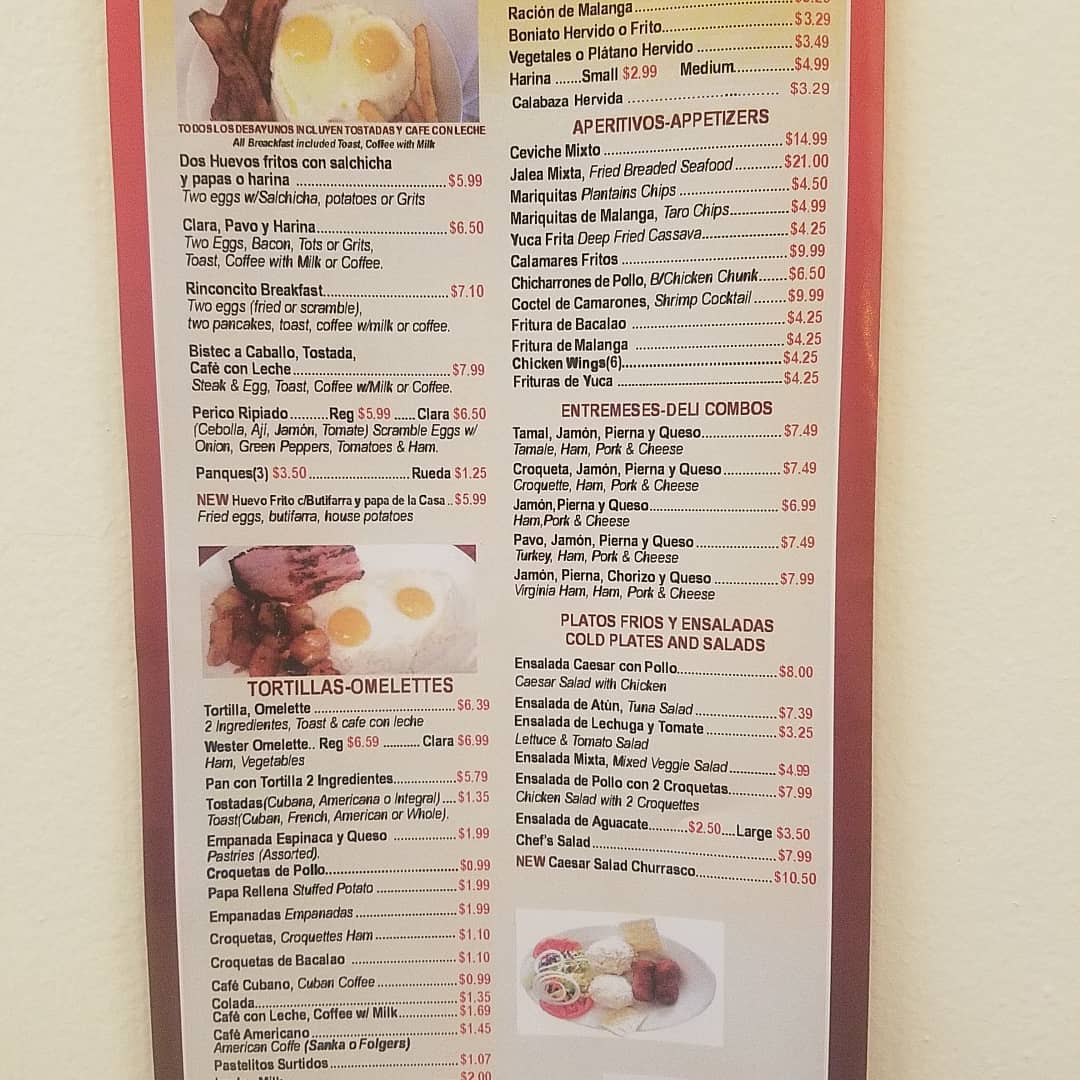 TODOS LOS DESAYUNOS INCLUYEN TOSTADAS Y CAFE CON LECHE
All Breackfast included Toast, Coffee with Milk
Dos Huevos fritos con salchicha
y papas o harina ........ $5.99
Two eggs w/Salchicha, potatoes or Grits
Clara, Pavo y Harina........ $6.50
Two Eggs, Bacon, Tots or Grits,
Toast, Coffee with Milk or Coffee.
Rinconcito Breakfast........ $7.10
Two eggs (fried or scramble),
two pancakes, toast, coffee w/milk or coffee.
Bistec a Caballo, Tostada,
Cafè con Leche........ $7.99
Steak & Egg, Toast, Coffee w/Milk or Coffee.
Perico Ripiado.........Reg $5.99 ......Clara $6.50
(Cebolla, Ají, Jamón, Tomate) Scramble Eggs w/
Onion, Green Peppers, Tomatoes & Ham.
Panques(3) $3.50........Rueda $1.25
NEW Huevo Frito c/Butifarra y papa de la Casa .. $5.99
Fried eggs, butifarra, house potatoes
TORTILLAS-OMELETTES
Tortilla, Omelette ........ $6.39
2 Ingredientes, Toast & cafe con leche
Wester Omelette.. Reg $6.59 ........... Clara $6.99
Ham, Vegetables
Pan con Tortilla 2 Ingredientes........ $5.79
Tostadas(Cubana, Americana o Integral) .... $1.35
Toast(Cuban, French, American or Whole).
Empanada Espinaca y Queso ........ $1.99
Pastries (Assorted).
Croquetas de Pollo........ $0.99
Papa Rellena Stuffed Potato ........ $1.99
Empanadas Empanadas ........ $1.99
Croquetas, Croquettes Ham ........ $1.10
Croquetas de Bacalao ........ $1.10
Cafè Cubano, Cuban Coffee ........ $0.99
Colada........ $1.35
Cafè con Leche, Coffee w/ Milk........ $1.69
Cafè Americano ........ $1.45
American Coffe (Sanka o Folgers)
Pastelitos Surtidos........ $1.07
$2.00
Ración de Malanga........
Boniato Hervido o Frito........ $3.29
Vegetales o Plátano Hervido ........ $3.49
Harina .......Small $2.99 Medium........ $4.99
Calabaza Hervida ........ $3.29
APERITIVOS-APPETIZERS
Ceviche Mixto ........ $14.99
Jalea Mixta, Fried Breaded Seafood ........ $21.00
Mariquitas Plantains Chips ........ $4.50
Mariquitas de Malanga, Taro Chips........ $4.99
Yuca Frita Deep Fried Cassava........ $4.25
Calamares Fritos ........ $9.99
Chicharrones de Pollo, B/Chicken Chunk....... $6.50
Coctel de Camarones, Shrimp Cocktail ........ $9.99
Fritura de Bacalao ........ $4.25
Fritura de Malanga ........ $4.25
Chicken Wings(6)........ $4.25
Frituras de Yuca ........ $4.25
ENTREMESES-DELI COMBOS
Tamal, Jamón, Pierna y Queso........ $7.49
Tamale, Ham, Pork & Cheese
Croqueta, Jamón, Pierna y Queso........ $7.49
Croquette, Ham, Pork & Cheese
Jamón,Pierna y Queso........ $6.99
Ham,Pork & Cheese
Pavo, Jamón, Pierna y Queso ........ $7.49
Turkey, Ham, Pork & Cheese
Jamón, Pierna, Chorizo y Queso ........ $7.99
Virginia Ham, Ham, Pork & Cheese
PLATOS FRIOS Y ENSALADAS
COLD PLATES AND SALADS
Ensalada Caesar con Pollo........ $8.00
Caesar Salad with Chicken
Ensalada de Atùn, Tuna Salad ........ $7.39
Ensalada de Lechuga y Tomate ........ $3.25
Lettuce & Tomato Salad
Ensalada Mixta, Mixed Veggie Salad........ $4.99
Ensalada de Pollo con 2 Croquetas........ $7.99
Chicken Salad with 2 Croquettes
Ensalada de Aguacate..........$2.50....Large $3.50
Chef's Salad........ $7.99
NEW Caesar Salad Churrasco........ $10.50